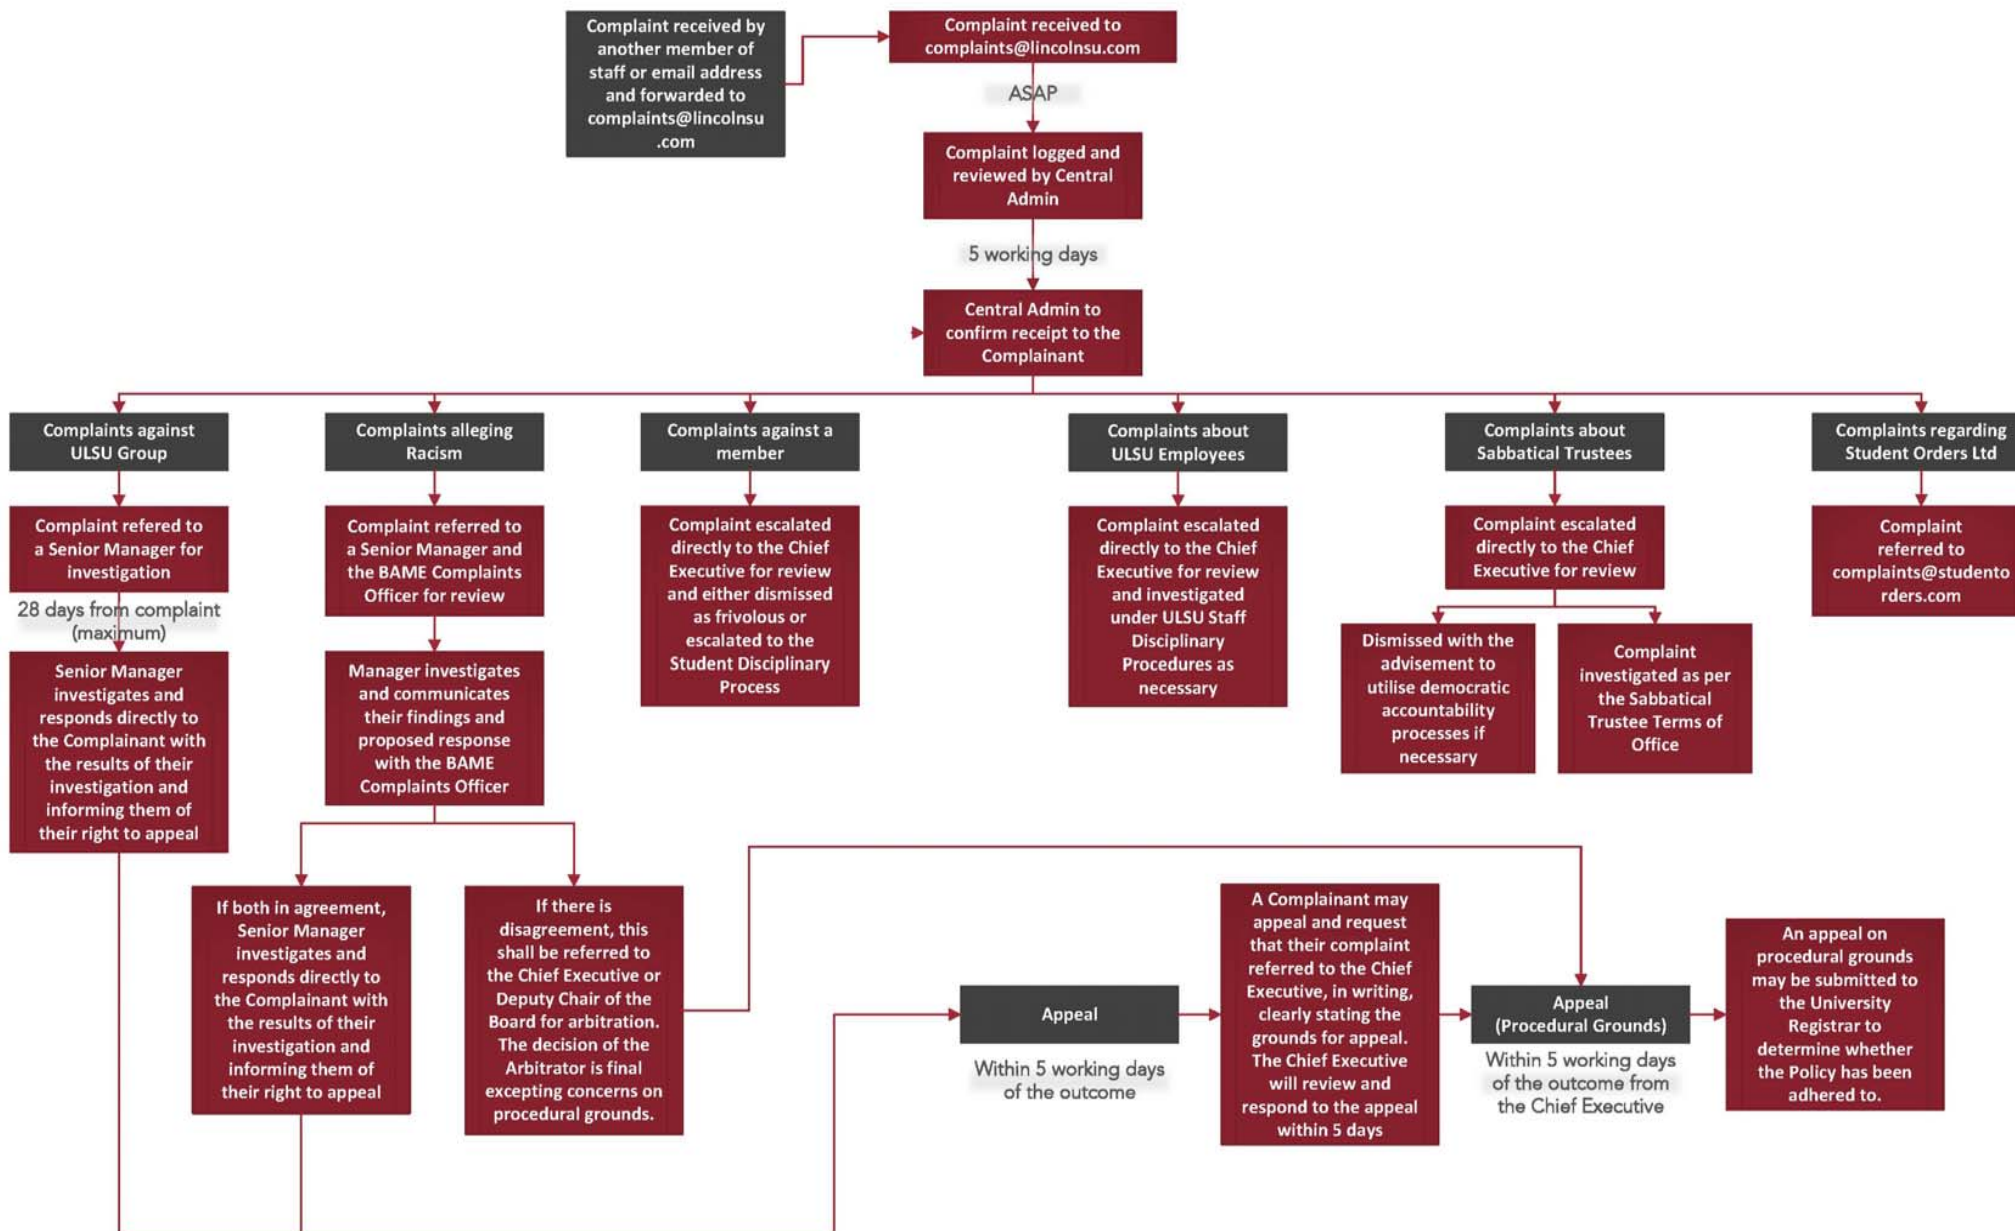 Complaint received by
another member of
staff or email address
and forwarded to
complaints@lincolnsu
.com
Complaint received to
complaints@lincolnsu.com
ASAP
Complaint logged and
reviewed by Central
Admin
5 working days
Central Admin to
confirm receipt to the
Complainant
Complaints against
ULSU Group
Complaints alleging
Racism
Complaints against a
member
Complaints about
ULSU Employees
Complaints about
Sabbatical Trustees
Complaints regarding
Student Orders Ltd
Complaint refered to
a Senior Manager for
investigation
28 days from complaint
(maximum)
Senior Manager
investigates and
responds directly to
the Complainant with
the results of their
investigation and
informing them of
their right to appeal
Complaint referred to
a Senior Manager and
the BAME Complaints
Officer for review
Manager investigates
and communicates
their findings and
proposed response
with the BAME
Complaints Officer
Complaint escalated
directly to the Chief
Executive for review
and either dismissed
as frivolous or
escalated to the
Student Disciplinary
Process
Complaint escalated
directly to the Chief
Executive for review
and investigated
under ULSU Staff
Disciplinary
Procedures as
necessary
Complaint escalated
directly to the Chief
Executive for review
Dismissed with the
advisement to
utilise democratic
accountability
processes if
necessary
Complaint
investigated as per
the Sabbatical
Trustee Terms of
Office
Complaint
referred to
complaints@studento
rders.com
If both in agreement,
Senior Manager
investigates and
responds directly to
the Complainant with
the results of their
investigation and
informing them of
their right to appeal
If there is
disagreement, this
shall be referred to
the Chief Executive or
Deputy Chair of the
Board for arbitration.
The decision of the
Arbitrator is final
excepting concerns on
procedural grounds.
Appeal
Within 5 working days
of the outcome
A Complainant may
appeal and request
that their complaint
referred to the Chief
Executive, in writing,
clearly stating the
grounds for appeal.
The Chief Executive
will review and
respond to the appeal
within 5 days
Appeal
(Procedural Grounds)
Within 5 working days
of the outcome from
the Chief Executive
An appeal on
procedural grounds
may be submitted to
the University
Registrar to
determine whether
the Policy has been
adhered to.